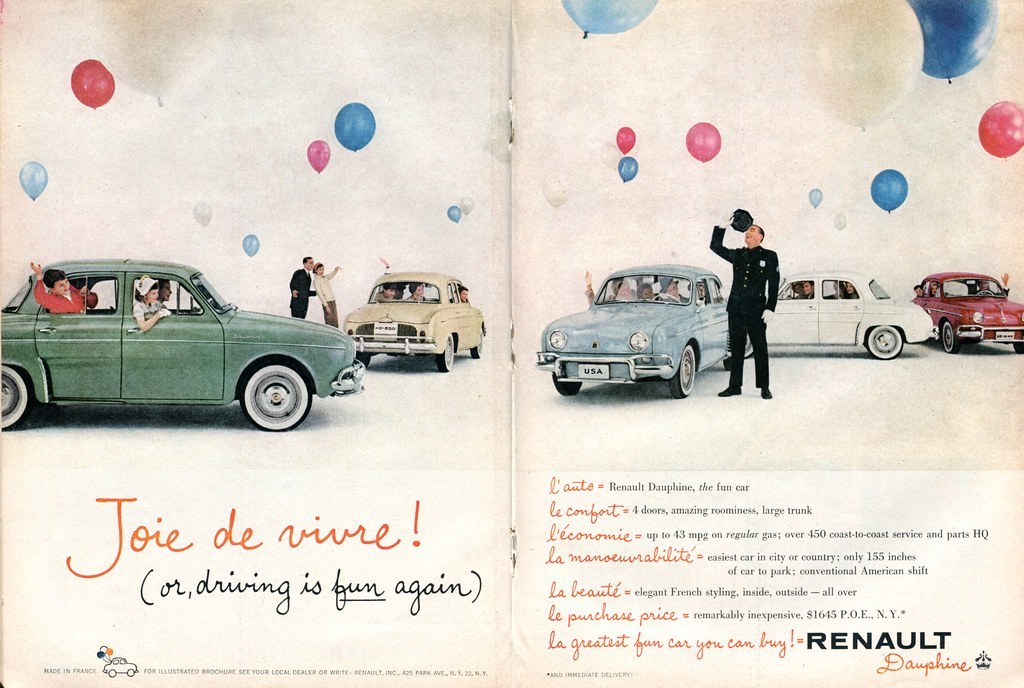 HQ-850
USA
Joie de vivre!
(or, driving is fun again)
MADE IN FRANCE
FOR ILLUSTRATED BROCHURE SEE YOUR LOCAL DEALER OR WRITE: RENAULT, INC., 425 PARK AVE., N.Y. 22, N.Y.
l'auto = Renault Dauphine, the fun car
le confort = 4 doors, amazing roominess, large trunk
l'économie = up to 43 mpg on regular gas; over 450 coast-to-coast service and parts HQ
la manoeuvrabilité = easiest car in city or country; only 155 inches
of car to park; conventional American shift
la beauté = elegant French styling, inside, outside — all over
le purchase price = remarkably inexpensive, $1645 P.O.E., N.Y.*
la greatest fun car you can buy! = RENAULT
Dauphine
*AND IMMEDIATE DELIVERY!